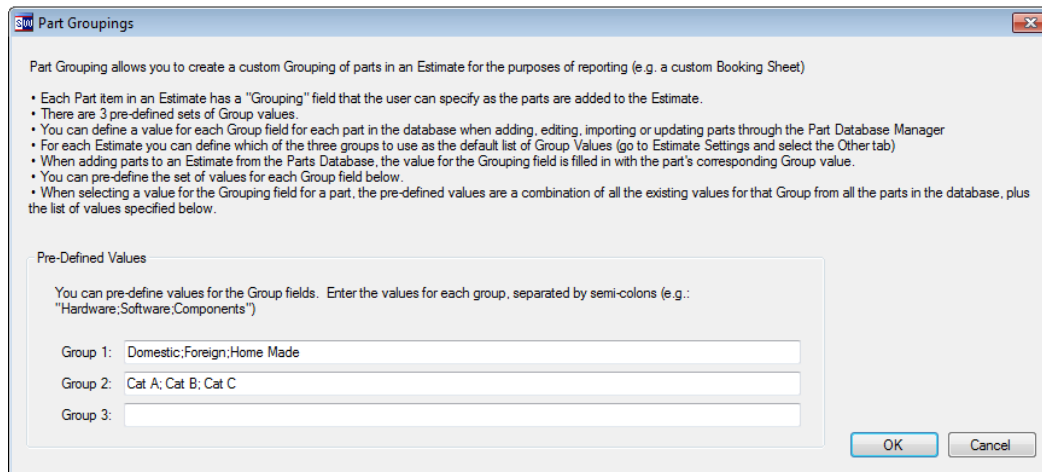 SW Part Groupings
Part Grouping allows you to create a custom Grouping of parts in an Estimate for the purposes of reporting (e.g. a custom Booking Sheet)
• Each Part item in an Estimate has a "Grouping" field that the user can specify as the parts are added to the Estimate.
• There are 3 pre-defined sets of Group values.
• You can define a value for each Group field for each part in the database when adding, editing, importing or updating parts through the Part Database Manager
• For each Estimate you can define which of the three groups to use as the default list of Group Values (go to Estimate Settings and select the Other tab)
• When adding parts to an Estimate from the Parts Database, the value for the Grouping field is filled in with the part's corresponding Group value.
• You can pre-define the set of values for each Group field below.
• When selecting a value for the Grouping field for a part, the pre-defined values are a combination of all the existing values for that Group from all the parts in the database, plus
the list of values specified below.
Pre-Defined Values
You can pre-define values for the Group fields.  Enter the values for each group, separated by semi-colons (e.g.:
"Hardware;Software;Components")
Group 1: Domestic;Foreign;Home Made
Group 2: Cat A; Cat B; Cat C
Group 3:
OK Cancel